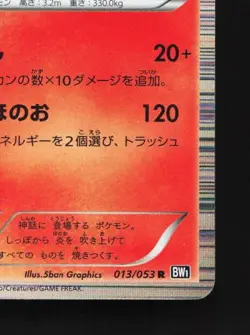 モン 高さ：3.2m 重さ：330.0kg
20+
カンの数×10ダメージを追加。
ほのお 120
ネルギーを2個選び、トラッシュ
神話に 登場する ポケモン。
しっぽから 炎を 吹き上げて
すべての ものを 焼きつくす。
Illus.5ban Graphics 013/053 R BW1
/Creatures/GAME FREAK.